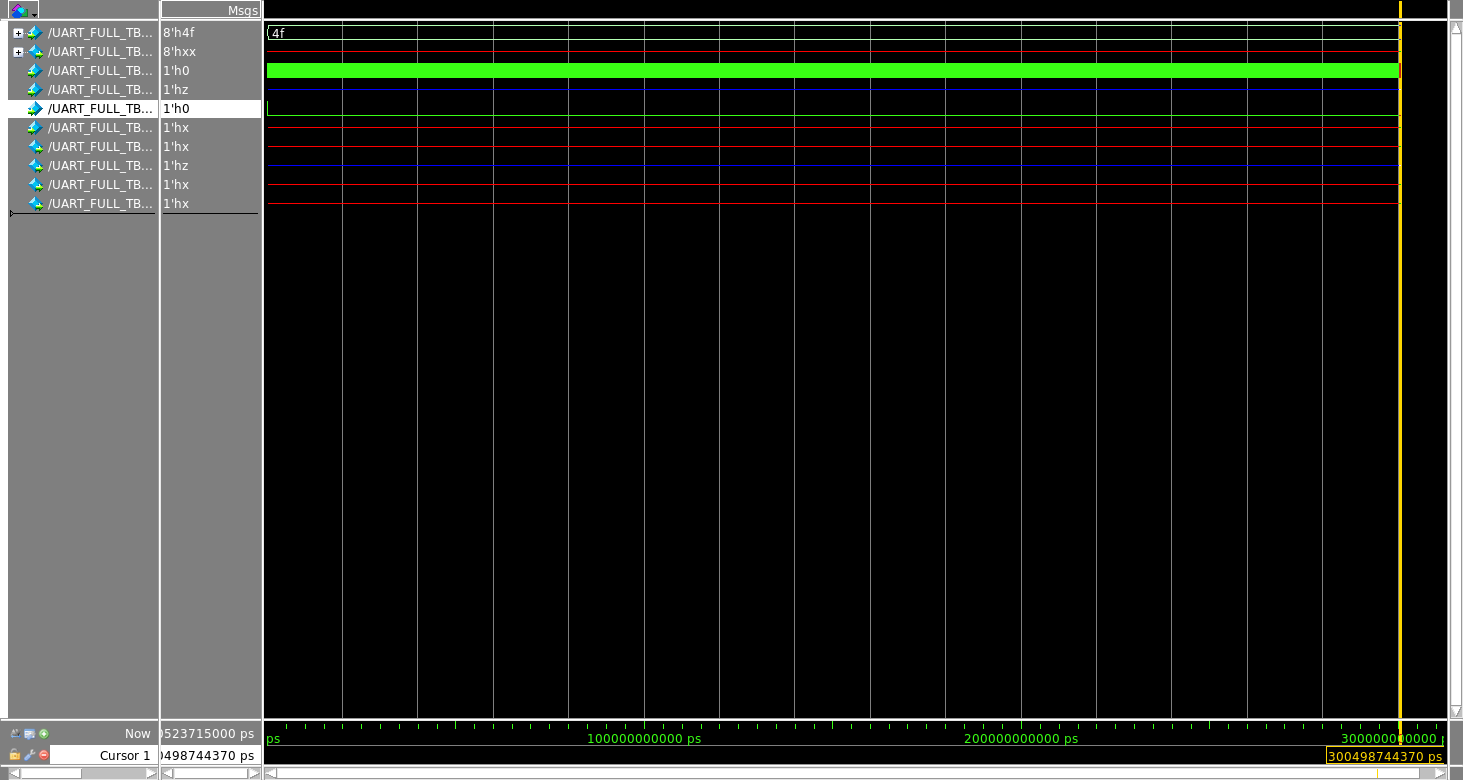 Msgs
/UART_FULL_TB... 8'h4f 4f
/UART_FULL_TB... 8'hxx
/UART_FULL_TB... 1'h0
/UART_FULL_TB... 1'hz
/UART_FULL_TB... 1'h0
/UART_FULL_TB... 1'hx
/UART_FULL_TB... 1'hx
/UART_FULL_TB... 1'hz
/UART_FULL_TB... 1'hx
/UART_FULL_TB... 1'hx
Now 0523715000 ps ps 100000000000 ps 200000000000 ps
Cursor 1 0498744370 ps 300498744370 ps